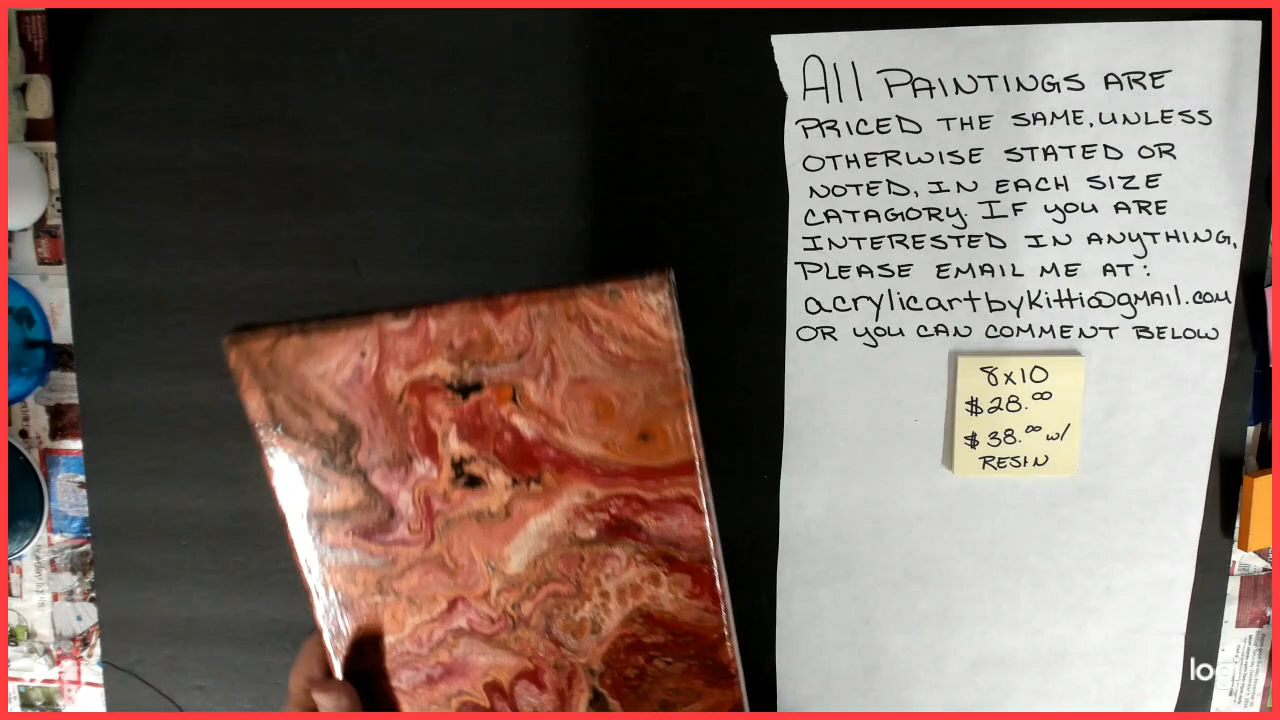 All PAINTINGS ARE
PRICED THE SAME, UNLESS
OTHERWISE STATED OR
NOTED, IN EACH SIZE
CATAGORY. IF YOU ARE
INTERESTED IN ANYTHING,
PLEASE EMAIL ME AT:
acrylicartbyKitti@gmail.com
OR YOU CAN COMMENT BELOW
8x10
$28.00
$38.00 w/
RESIN